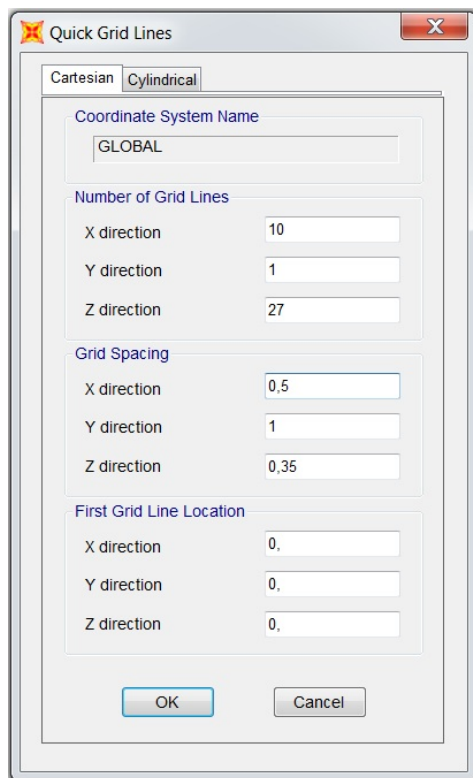 Quick Grid Lines
Cartesian Cylindrical
Coordinate System Name
GLOBAL
Number of Grid Lines
X direction 10
Y direction 1
Z direction 27
Grid Spacing
X direction 0,5
Y direction 1
Z direction 0,35
First Grid Line Location
X direction 0,
Y direction 0,
Z direction 0,
OK Cancel